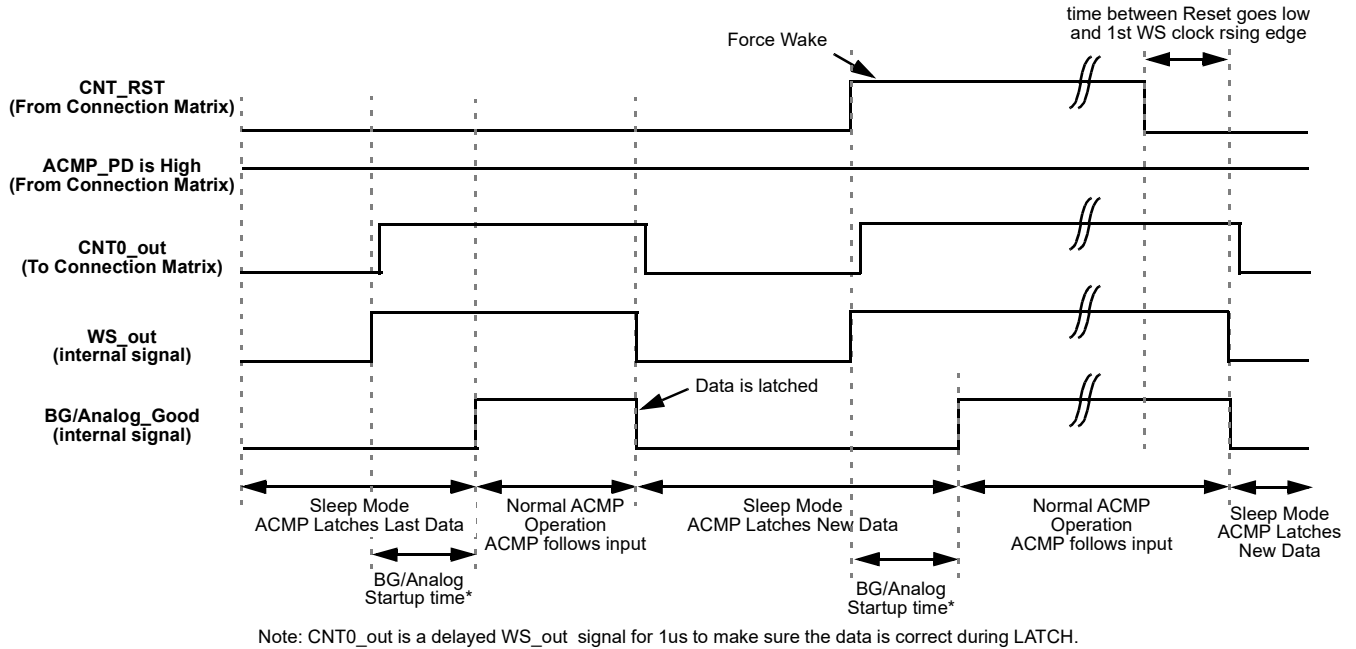 time between Reset goes low
and 1st WS clock rsing edge
Force Wake
CNT_RST
(From Connection Matrix)
ACMP_PD is High
(From Connection Matrix)
CNT0_out
(To Connection Matrix)
WS_out
(internal signal)
Data is latched
BG/Analog_Good
(internal signal)
Sleep Mode
ACMP Latches Last Data
Normal ACMP
Operation
ACMP follows input
Sleep Mode
ACMP Latches New Data
Normal ACMP
Operation
ACMP follows input
Sleep Mode
ACMP Latches
New Data
BG/Analog
Startup time*
BG/Analog
Startup time*
Note: CNT0_out is a delayed WS_out signal for 1us to make sure the data is correct during LATCH.